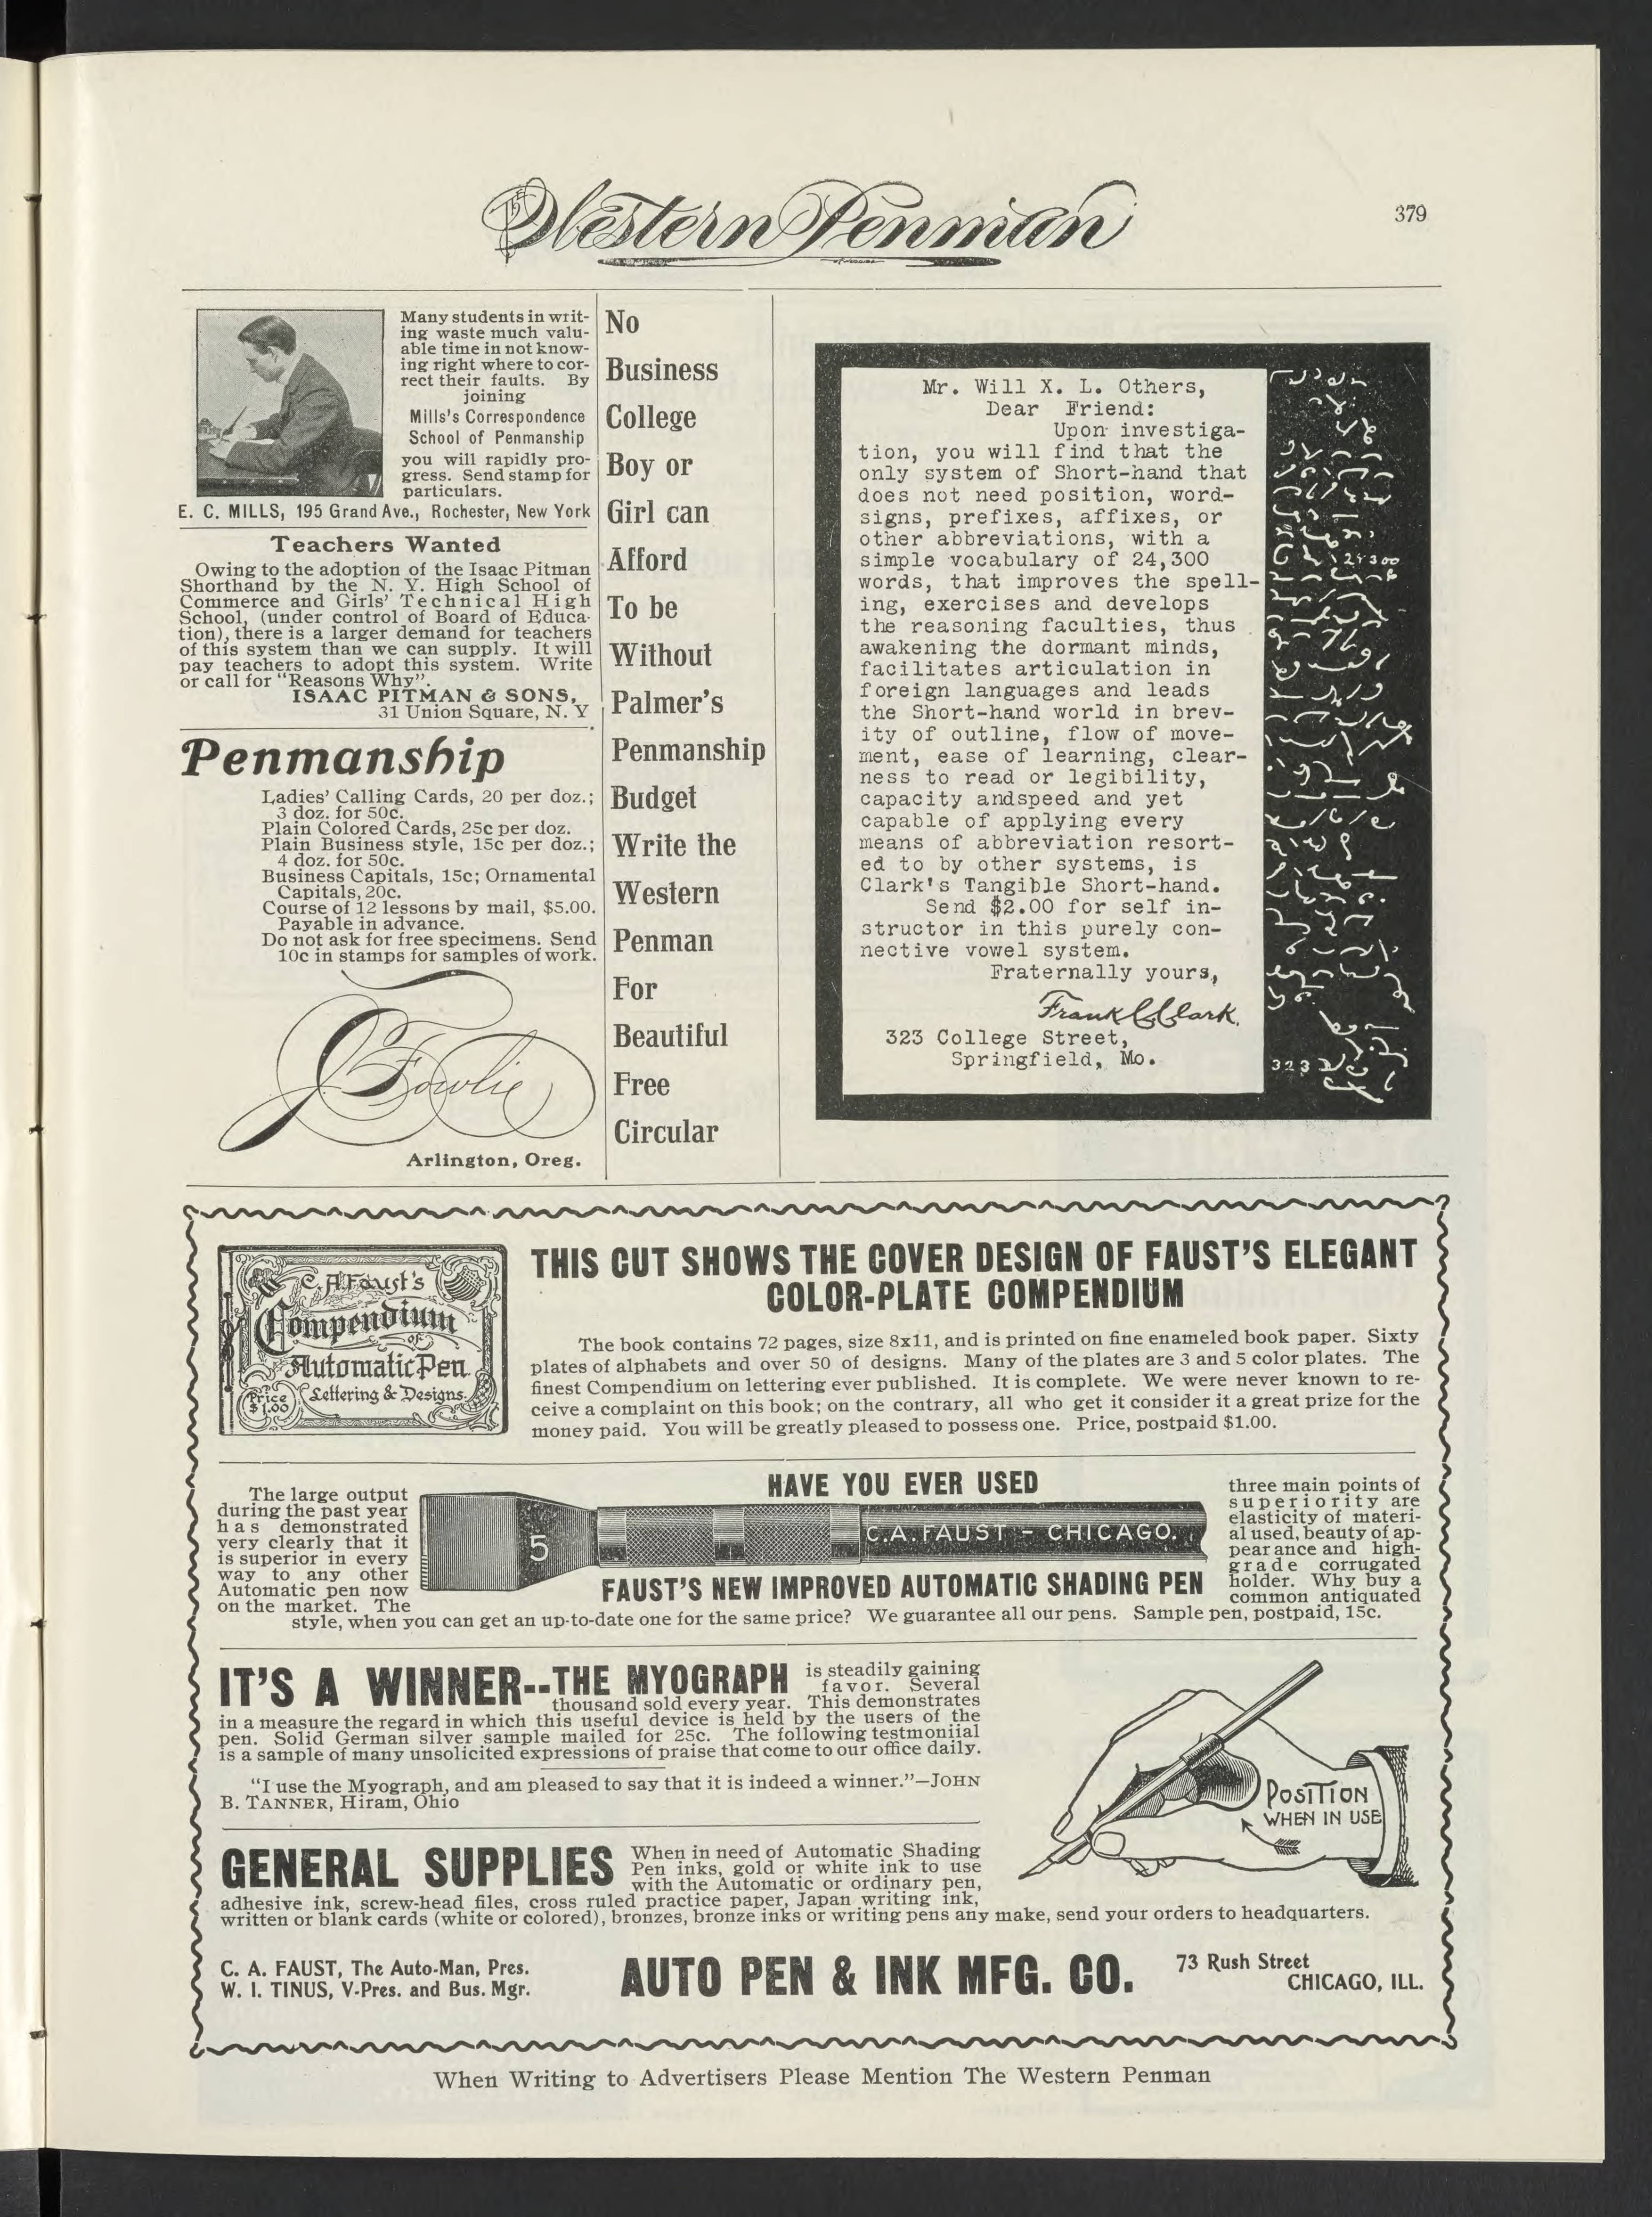 The Western Penman
379
Many students in writ-
ing waste much valu-
able time in not know-
ing right where to cor-
rect their faults. By
joining
Mills's Correspondence
School of Penmanship
you will rapidly pro-
gress. Send stamp for
particulars.
E. C. MILLS, 195 Grand Ave., Rochester, New York
Teachers Wanted
Owing to the adoption of the Isaac Pitman
Shorthand by the N. Y. High School of
Commerce and Girls' Technical High
School, (under control of Board of Educa-
tion), there is a larger demand for teachers
of this system than we can supply. It will
pay teachers to adopt this system. Write
or call for "Reasons Why".
ISAAC PITMAN & SONS,
31 Union Square, N. Y
Penmanship
Ladies' Calling Cards, 20 per doz.;
3 doz. for 50c.
Plain Colored Cards, 25c per doz.
Plain Business style, 15c per doz.;
4 doz. for 50c.
Business Capitals, 15c; Ornamental
Capitals, 20c.
Course of 12 lessons by mail, $5.00.
Payable in advance.
Do not ask for free specimens. Send
10c in stamps for samples of work.
J. F. Fowlie
Arlington, Oreg.
No
Business
College
Boy or
Girl can
Afford
To be
Without
Palmer's
Penmanship
Budget
Write the
Western
Penman
For
Beautiful
Free
Circular
Mr. Will X. L. Others,
Dear Friend:
Upon investiga-
tion, you will find that the
only system of Short-hand that
does not need position, word-
signs, prefixes, affixes, or
other abbreviations, with a
simple vocabulary of 24,300
words, that improves the spell-
ing, exercises and develops
the reasoning faculties, thus
awakening the dormant minds,
facilitates articulation in
foreign languages and leads
the Short-hand world in brev-
ity of outline, flow of move-
ment, ease of learning, clear-
ness to read or legibility,
capacity andspeed and yet
capable of applying every
means of abbreviation resort-
ed to by other systems, is
Clark's Tangible Short-hand.
Send $2.00 for self in-
structor in this purely con-
nective vowel system.
Fraternally yours,
Frank C. Clark.
323 College Street,
Springfield, Mo.
24300
323
C. A. Faust's
Compendium
OF
Automatic Pen
Lettering & Designs.
Price
$1.00
THIS CUT SHOWS THE COVER DESIGN OF FAUST'S ELEGANT
COLOR-PLATE COMPENDIUM
The book contains 72 pages, size 8x11, and is printed on fine enameled book paper. Sixty
plates of alphabets and over 50 of designs. Many of the plates are 3 and 5 color plates. The
finest Compendium on lettering ever published. It is complete. We were never known to re-
ceive a complaint on this book; on the contrary, all who get it consider it a great prize for the
money paid. You will be greatly pleased to possess one. Price, postpaid $1.00.
HAVE YOU EVER USED
5
C.A. FAUST - CHICAGO.
FAUST'S NEW IMPROVED AUTOMATIC SHADING PEN
The large output
during the past year
has demonstrated
very clearly that it
is superior in every
way to any other
Automatic pen now
on the market. The
three main points of
superiority are
elasticity of materi-
al used, beauty of ap-
pearance and high-
grade corrugated
holder. Why buy a
common antiquated
style, when you can get an up-to-date one for the same price? We guarantee all our pens. Sample pen, postpaid, 15c.
IT'S A WINNER--THE MYOGRAPH is steadily gaining
favor. Several
thousand sold every year. This demonstrates
in a measure the regard in which this useful device is held by the users of the
pen. Solid German silver sample mailed for 25c. The following testmoniial
is a sample of many unsolicited expressions of praise that come to our office daily.
"I use the Myograph, and am pleased to say that it is indeed a winner."—JOHN
B. TANNER, Hiram, Ohio
POSITION
WHEN IN USE
GENERAL SUPPLIES When in need of Automatic Shading
Pen inks, gold or white ink to use
with the Automatic or ordinary pen,
adhesive ink, screw-head files, cross ruled practice paper, Japan writing ink,
written or blank cards (white or colored), bronzes, bronze inks or writing pens any make, send your orders to headquarters.
C. A. FAUST, The Auto-Man, Pres.
W. I. TINUS, V-Pres. and Bus. Mgr.
AUTO PEN & INK MFG. CO.
73 Rush Street
CHICAGO, ILL.
When Writing to Advertisers Please Mention The Western Penman